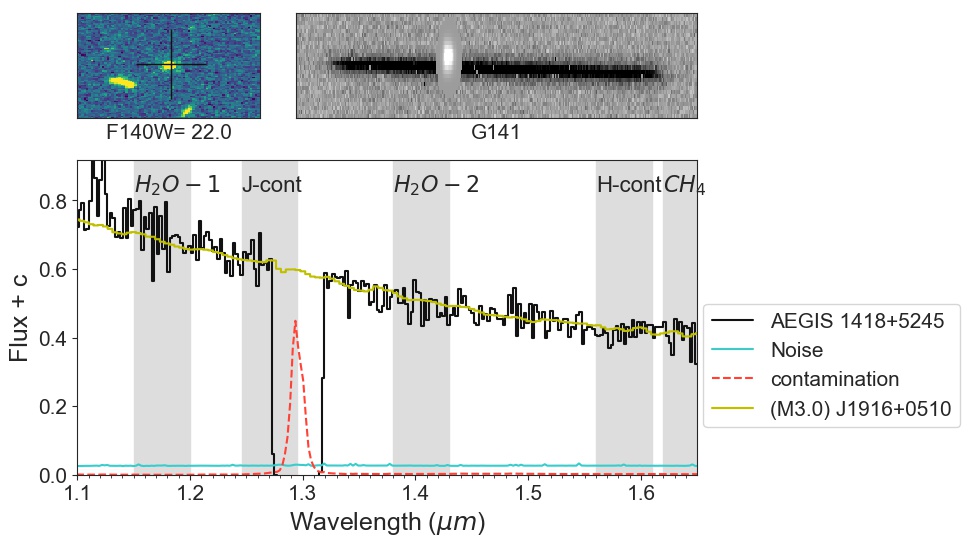 F140W= 22.0
G141
H₂O − 1
J-cont
H₂O − 2
H-cont
CH₄
0.8
0.6
0.4
0.2
0.0
Flux + c
1.1
1.2
1.3
1.4
1.5
1.6
Wavelength (μm)
AEGIS 1418+5245
Noise
contamination
(M3.0) J1916+0510